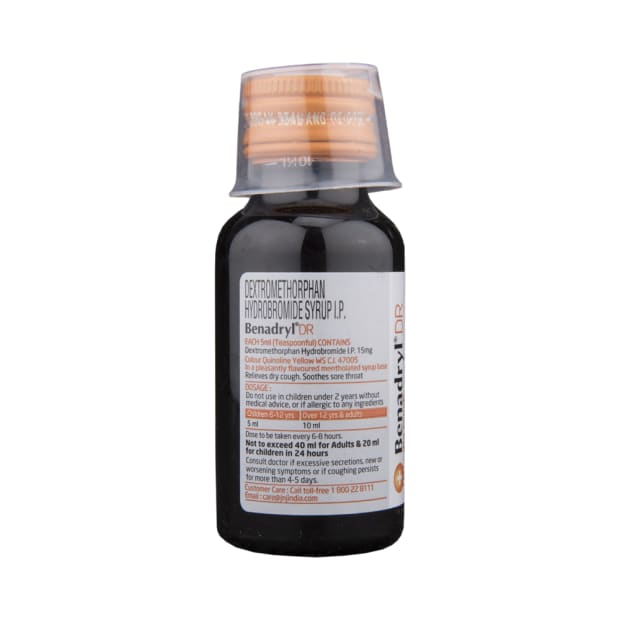 DEXTROMETHORPHAN
HYDROBROMIDE SYRUP I.P.
Benadryl® DR
EACH 5ml (Teaspoonful) CONTAINS
Dextromethorphan Hydrobromide I.P. 15mg
Colour Quinoline Yellow WS C.I. 47005
In a pleasantly flavoured mentholated syrup base
Relieves dry cough. Soothes sore throat
DOSAGE:
Do not use in children under 2 years without
medical advice, or if allergic to any ingredients
Children 6-12 yrs Over 12 yrs & adults
5 ml 10 ml
Dose to be taken every 6-8 hours.
Not to exceed 40 ml for Adults & 20 ml
for children in 24 hours
Consult doctor if excessive secretions, new or
worsening symptoms or if coughing persists
for more than 4-5 days.
Customer Care : Call toll-free 1 800 22 8111
Email : care@jnjindia.com
Benadryl® DR